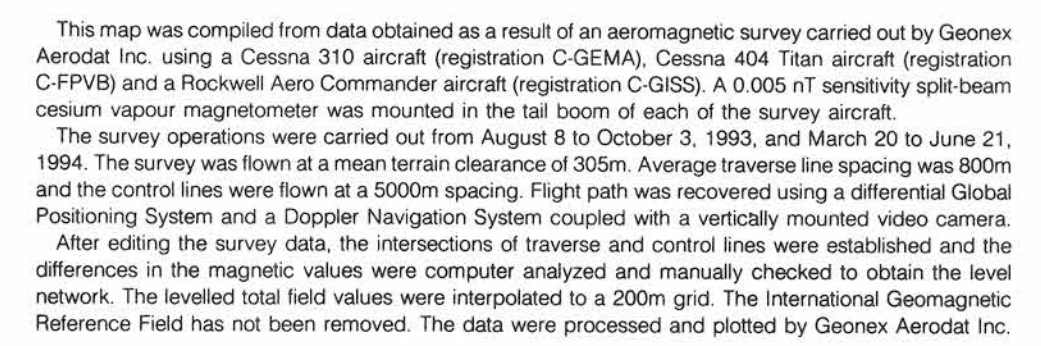 This map was compiled from data obtained as a result of an aeromagnetic survey carried out by Geonex
Aerodat Inc. using a Cessna 310 aircraft (registration C-GEMA), Cessna 404 Titan aircraft (registration
C-FPVB) and a Rockwell Aero Commander aircraft (registration C-GISS). A 0.005 nT sensitivity split-beam
cesium vapour magnetometer was mounted in the tail boom of each of the survey aircraft.
The survey operations were carried out from August 8 to October 3, 1993, and March 20 to June 21,
1994. The survey was flown at a mean terrain clearance of 305m. Average traverse line spacing was 800m
and the control lines were flown at a 5000m spacing. Flight path was recovered using a differential Global
Positioning System and a Doppler Navigation System coupled with a vertically mounted video camera.
After editing the survey data, the intersections of traverse and control lines were established and the
differences in the magnetic values were computer analyzed and manually checked to obtain the level
network. The levelled total field values were interpolated to a 200m grid. The International Geomagnetic
Reference Field has not been removed. The data were processed and plotted by Geonex Aerodat Inc.